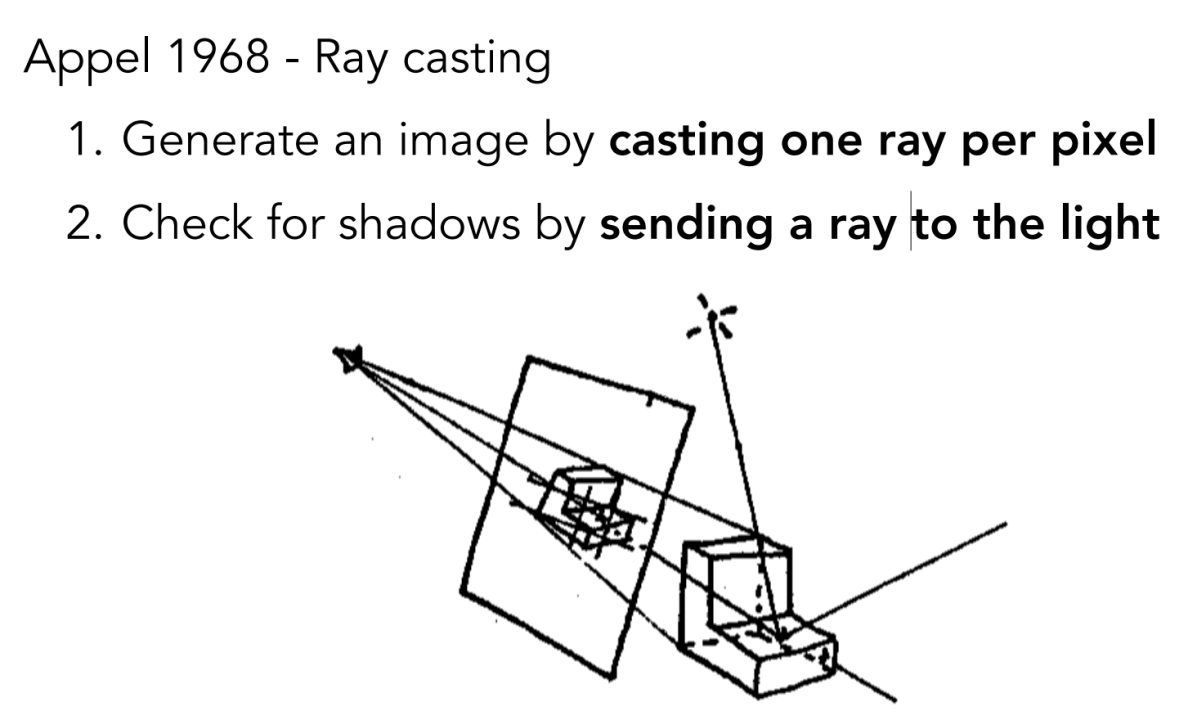 Appel 1968 - Ray casting
1. Generate an image by casting one ray per pixel
2. Check for shadows by sending a ray to the light